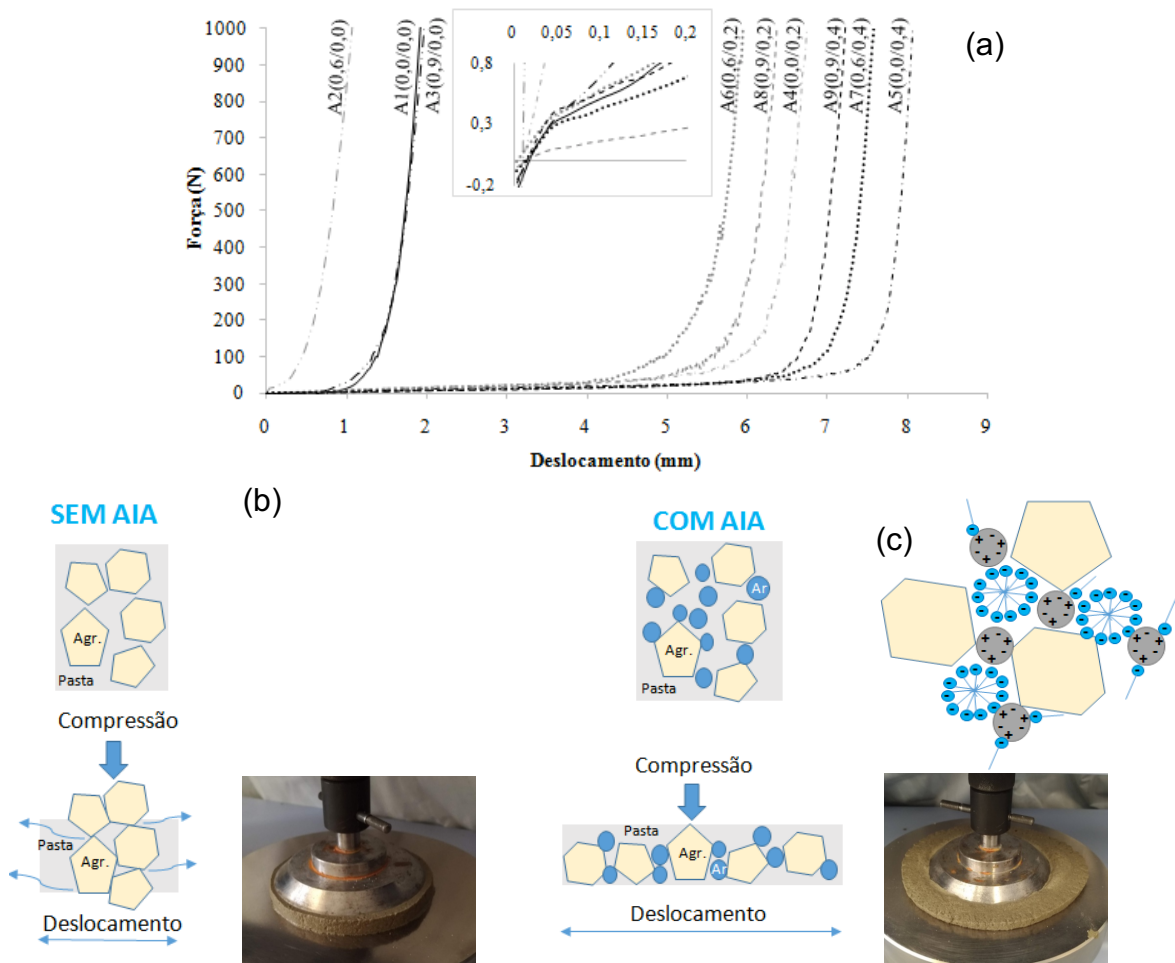 (a)
1000
900
800
700
600
500
400
300
200
100
0
Força (N)
A2(0,6/0,0)
A1(0,0/0,0)
A3(0,9/0,0)
0 0,05 0,1 0,15 0,2
0,8
0,3
-0,2
A6(0,6/0,2)
A8(0,9/0,2)
A4(0,0/0,2)
A9(0,9/0,4)
A7(0,6/0,4)
A5(0,0/0,4)
0 1 2 3 4 5 6 7 8 9
Deslocamento (mm)
(b)
SEM AIA
Agr.
Pasta
Compressão
Pasta
Agr.
Deslocamento
COM AIA
Ar
Agr.
Pasta
Compressão
Pasta
Agr.
Ar
Deslocamento
(c)